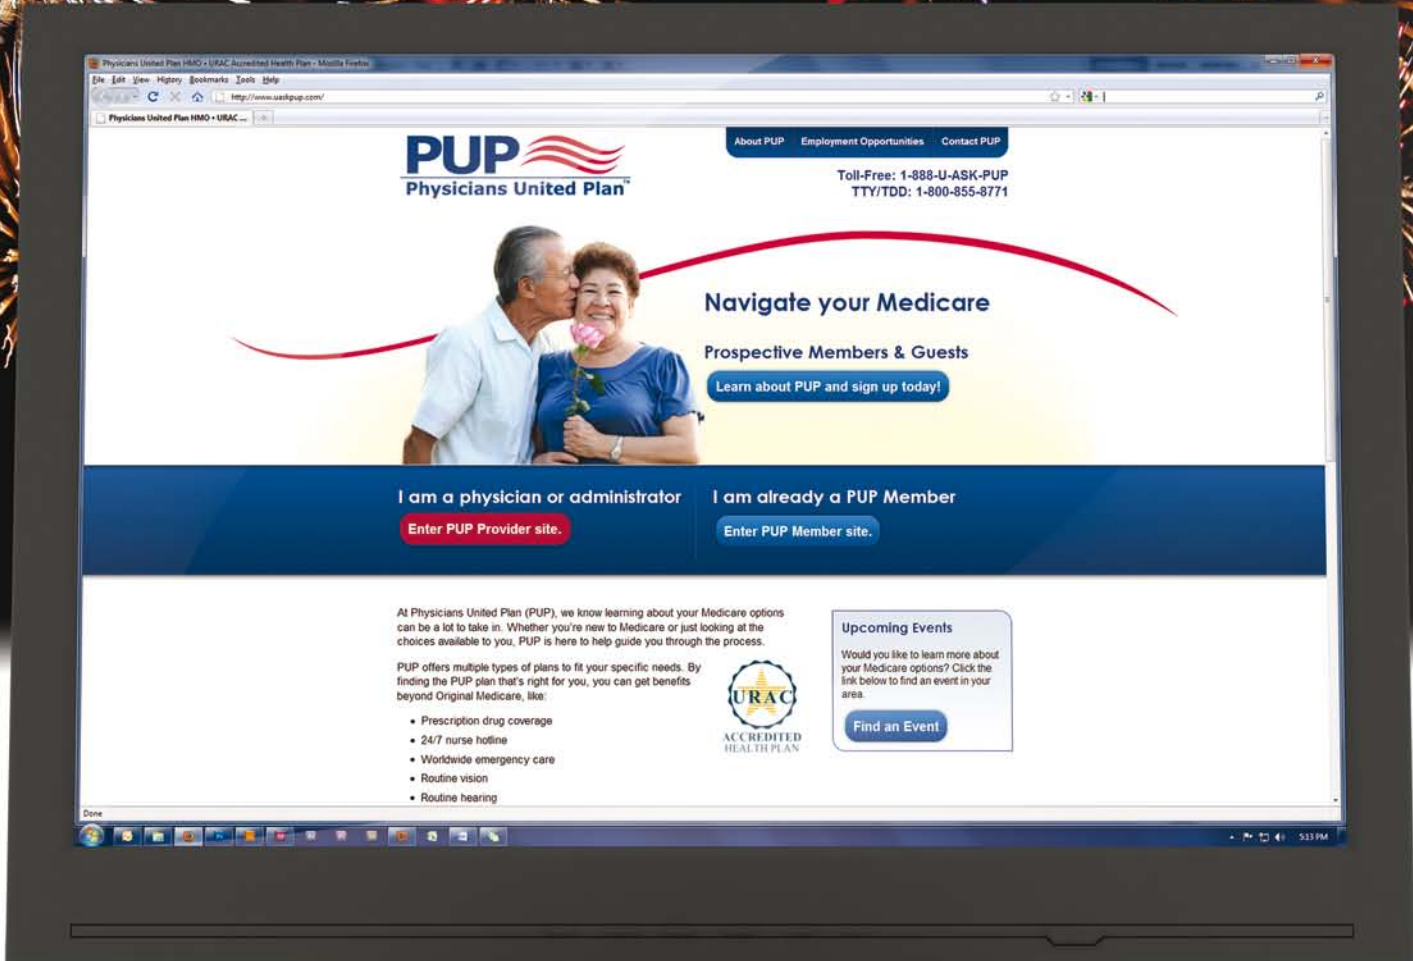 Physicians United Plan HMO • URAC Accredited Health Plan - Mozilla Firefox
File Edit View History Bookmarks Tools Help
http://www.uaskpup.com/
Physicians United Plan HMO • URAC ...
PUP
Physicians United Plan™
About PUP Employment Opportunities Contact PUP
Toll-Free: 1-888-U-ASK-PUP
TTY/TDD: 1-800-855-8771
Navigate your Medicare
Prospective Members & Guests
Learn about PUP and sign up today!
I am a physician or administrator
Enter PUP Provider site.
I am already a PUP Member
Enter PUP Member site.
At Physicians United Plan (PUP), we know learning about your Medicare options
can be a lot to take in. Whether you're new to Medicare or just looking at the
choices available to you, PUP is here to help guide you through the process.
PUP offers multiple types of plans to fit your specific needs. By
finding the PUP plan that's right for you, you can get benefits
beyond Original Medicare, like:
• Prescription drug coverage
• 24/7 nurse hotline
• Worldwide emergency care
• Routine vision
• Routine hearing
URAC
ACCREDITED
HEALTH PLAN
Upcoming Events
Would you like to learn more about
your Medicare options? Click the
link below to find an event in your
area.
Find an Event
Done
5:13 PM